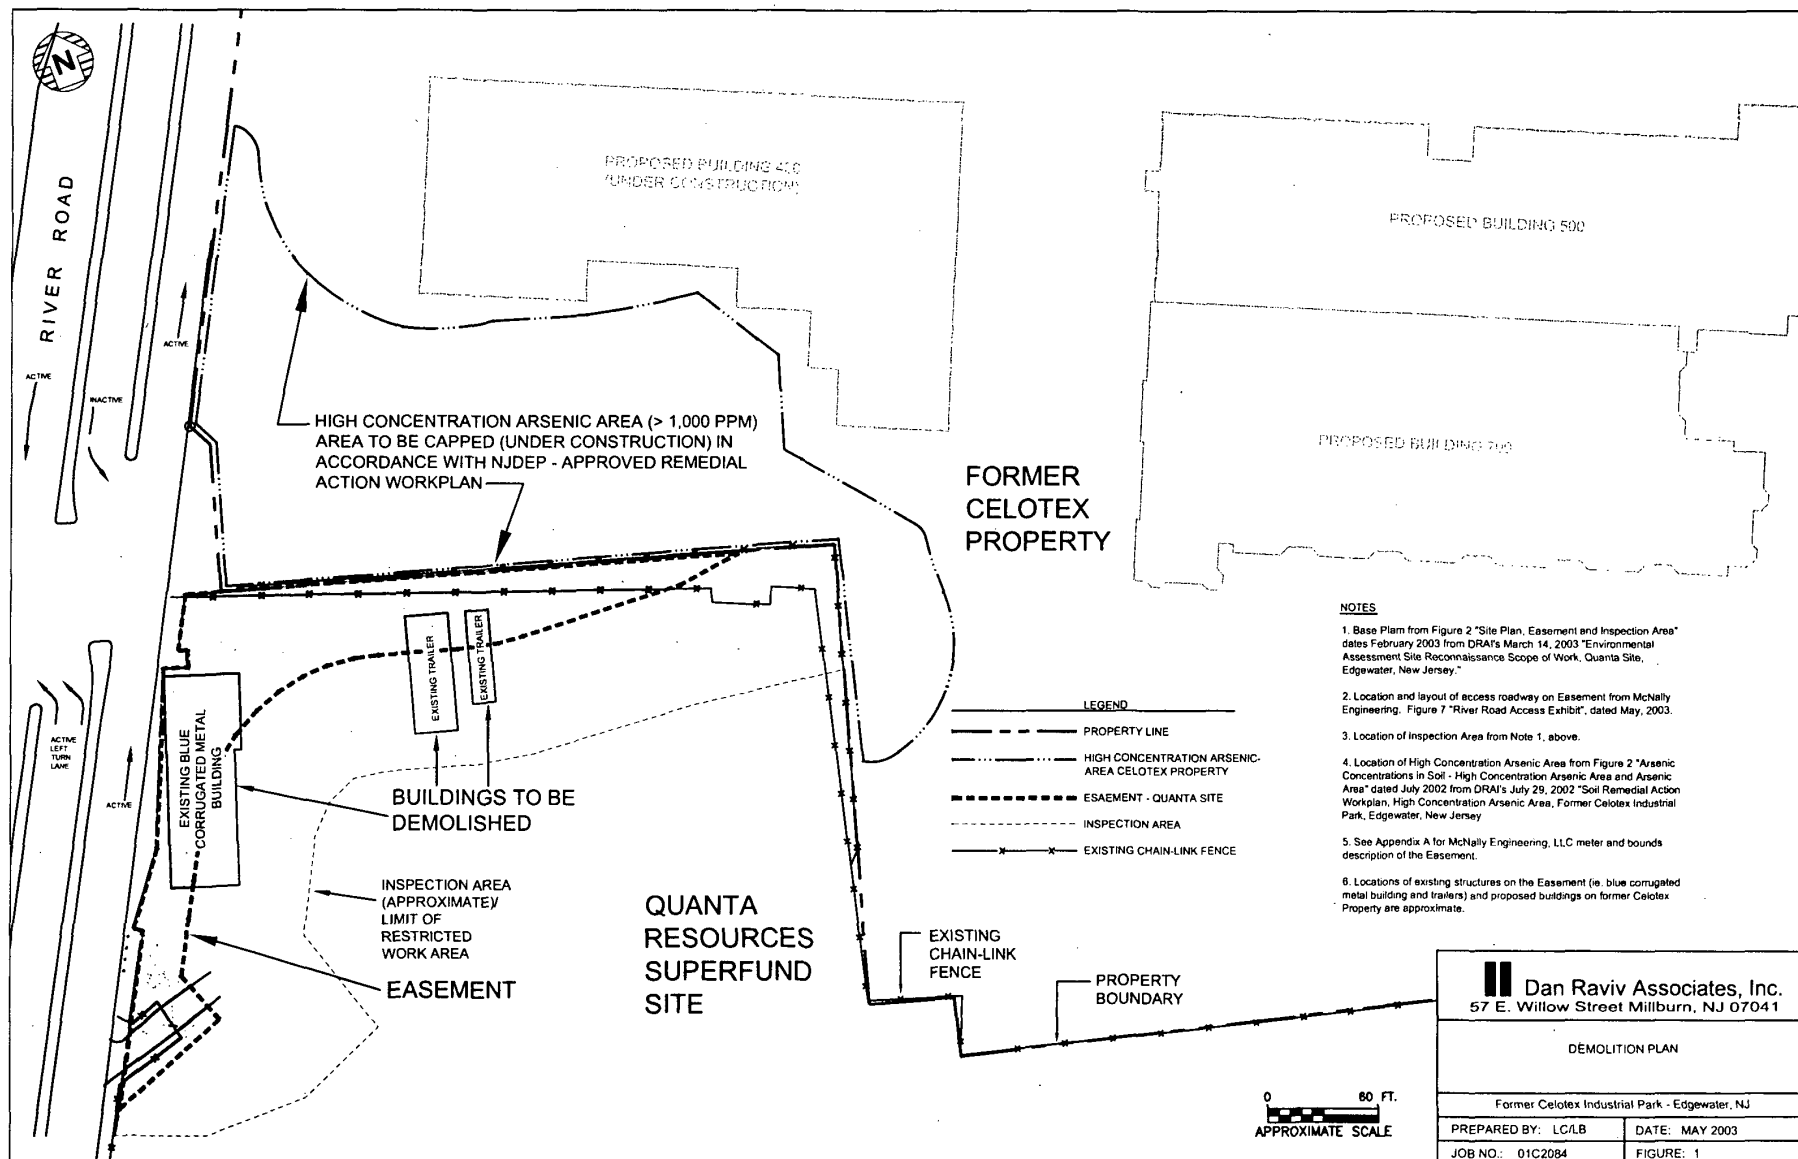 N
RIVER ROAD
ACTIVE
INACTIVE
ACTIVE
PROPOSED BUILDING 400
(UNDER CONSTRUCTION)
PROPOSED BUILDING 500
PROPOSED BUILDING 700
HIGH CONCENTRATION ARSENIC AREA (> 1,000 PPM)
AREA TO BE CAPPED (UNDER CONSTRUCTION) IN
ACCORDANCE WITH NJDEP - APPROVED REMEDIAL
ACTION WORKPLAN
FORMER
CELOTEX
PROPERTY
EXISTING TRAILER
EXISTING TRAILER
EXISTING BLUE
CORRUGATED METAL
BUILDING
ACTIVE
LEFT
TURN
LANE
ACTIVE
BUILDINGS TO BE
DEMOLISHED
INSPECTION AREA
(APPROXIMATE)/
LIMIT OF
RESTRICTED
WORK AREA
EASEMENT
QUANTA
RESOURCES
SUPERFUND
SITE
EXISTING
CHAIN-LINK
FENCE
PROPERTY
BOUNDARY
LEGEND
PROPERTY LINE
HIGH CONCENTRATION ARSENIC-
AREA CELOTEX PROPERTY
ESAEMENT - QUANTA SITE
INSPECTION AREA
EXISTING CHAIN-LINK FENCE
NOTES
1. Base Plam from Figure 2 "Site Plan, Easement and Inspection Area"
dates February 2003 from DRAI's March 14, 2003 "Environmental
Assessment Site Reconnaissance Scope of Work, Quanta Site,
Edgewater, New Jersey."
2. Location and layout of access roadway on Easement from McNally
Engineering. Figure 7 "River Road Access Exhibit", dated May, 2003.
3. Location of Inspection Area from Note 1, above.
4. Location of High Concentration Arsenic Area from Figure 2 "Arsenic
Concentrations in Soil - High Concentration Arsenic Area and Arsenic
Area" dated July 2002 from DRAI's July 29, 2002 "Soil Remedial Action
Workplan, High Concentration Arsenic Area, Former Celotex Industrial
Park, Edgewater, New Jersey
5. See Appendix A for McNally Engineering, LLC meter and bounds
description of the Easement.
6. Locations of existing structures on the Easement (ie. blue corrugated
metal building and trailers) and proposed buildings on former Celotex
Property are approximate.
0 60 FT.
APPROXIMATE SCALE
Dan Raviv Associates, Inc.
57 E. Willow Street Millburn, NJ 07041
DEMOLITION PLAN
Former Celotex Industrial Park - Edgewater, NJ
PREPARED BY: LC/LB
DATE: MAY 2003
JOB NO.: 01C2084
FIGURE: 1